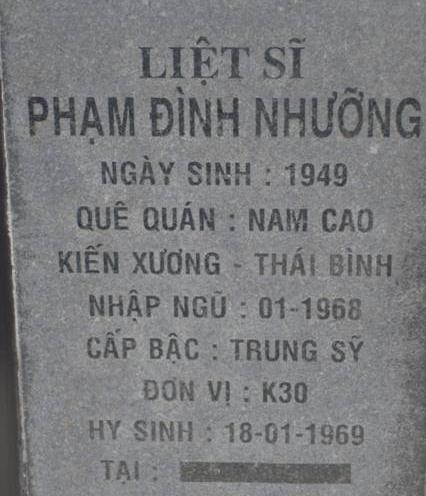 LIỆT SĨ
PHẠM ĐÌNH NHƯỠNG
NGÀY SINH : 1949
QUÊ QUÁN : NAM CAO
KIẾN XƯƠNG - THÁI BÌNH
NHẬP NGŨ : 01-1968
CẤP BẬC : TRUNG SỸ
ĐƠN VỊ : K30
HY SINH : 18-01-1969
TẠI :